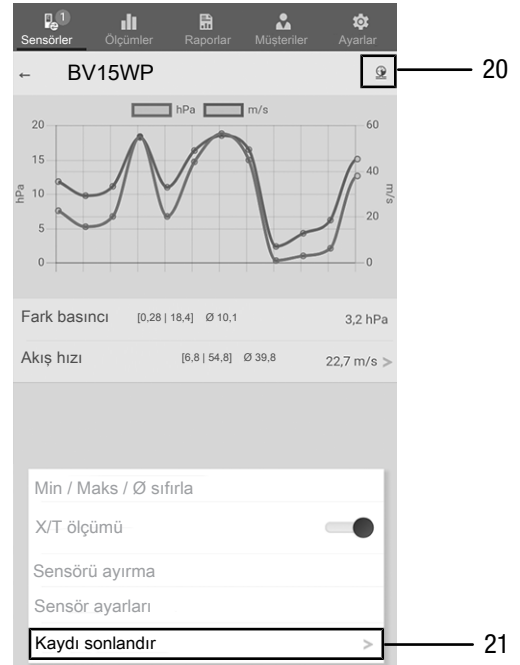 1
Sensörler Ölçümler Raporlar Müşteriler Ayarlar
← BV15WP
20
hPa m/s
20 60
15
40
10
20
5
0 0
hPa
m/s
Fark basıncı [0,28 | 18,4] Ø 10,1 3,2 hPa
Akış hızı [6,8 | 54,8] Ø 39,8 22,7 m/s >
Min / Maks / Ø sıfırla
X/T ölçümü
Sensörü ayırma
Sensör ayarları
Kaydı sonlandır >
21